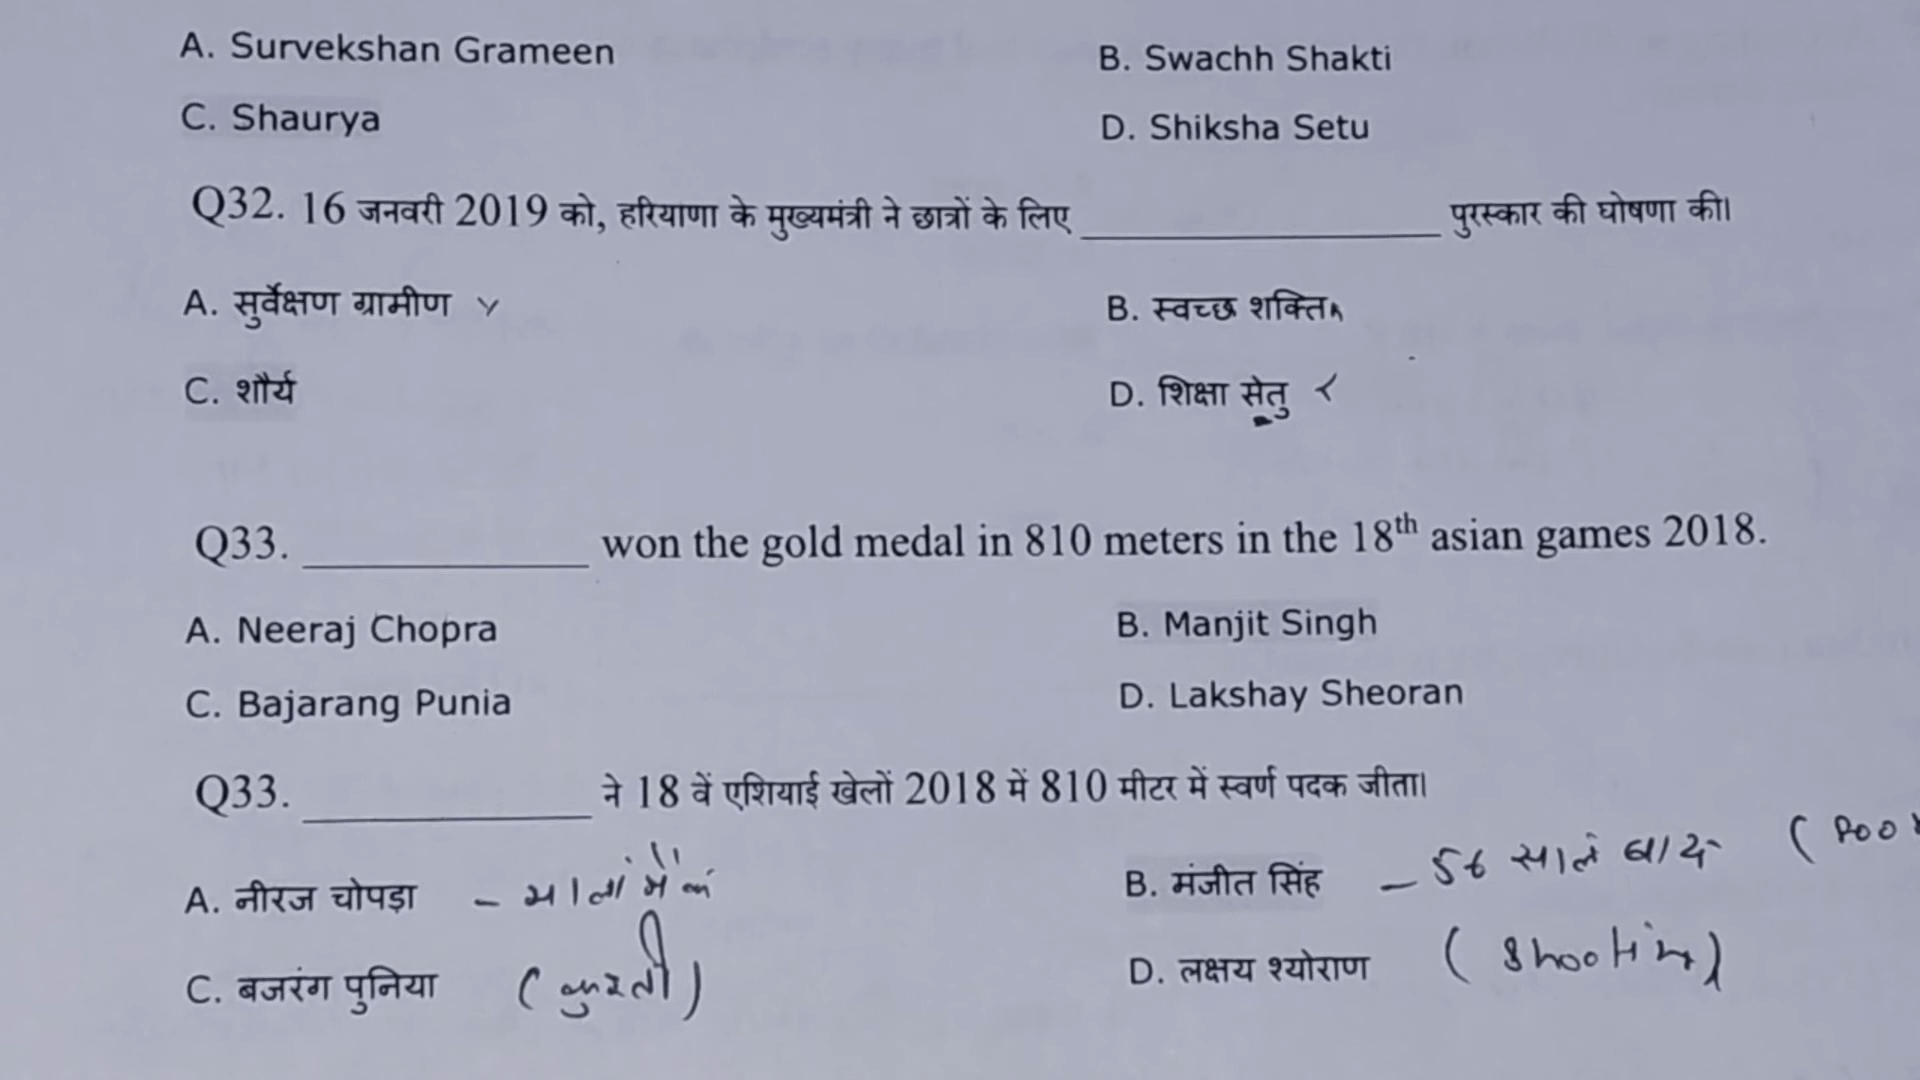 A. Survekshan Grameen B. Swachh Shakti
C. Shaurya D. Shiksha Setu
Q32. 16 जनवरी 2019 को, हरियाणा के मुख्यमंत्री ने छात्रों के लिए ____________ पुरस्कार की घोषणा की।
A. सुर्वेक्षण ग्रामीण B. स्वच्छ शक्ति
C. शौर्य D. शिक्षा सेतु
Q33. ____________ won the gold medal in 810 meters in the 18th asian games 2018.
A. Neeraj Chopra B. Manjit Singh
C. Bajarang Punia D. Lakshay Sheoran
Q33. ____________ ने 18 वें एशियाई खेलों 2018 में 810 मीटर में स्वर्ण पदक जीता।
A. नीरज चोपड़ा B. मंजीत सिंह – 56 साल बाद
C. बजरंग पुनिया (कुश्ती) D. लक्षय श्योराण (Shooting)